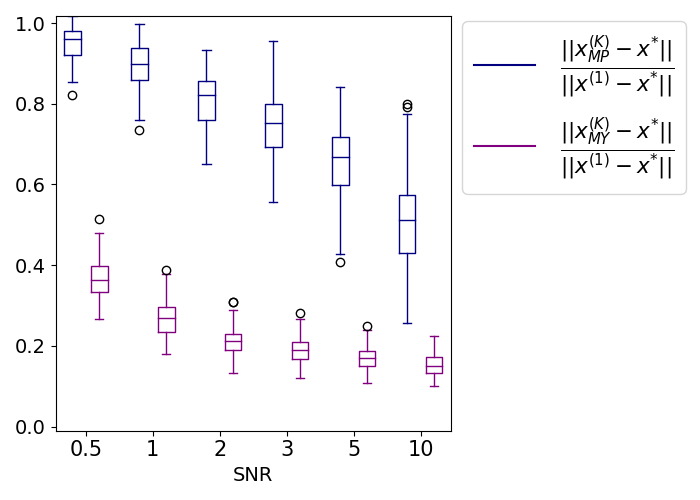 1.0
0.8
0.6
0.4
0.2
0.0
0.5 1 2 3 5 10
SNR
||x_{MP}^{(K)} − x^*||
||x^{(1)} − x^*||
||x_{MY}^{(K)} − x^*||
||x^{(1)} − x^*||